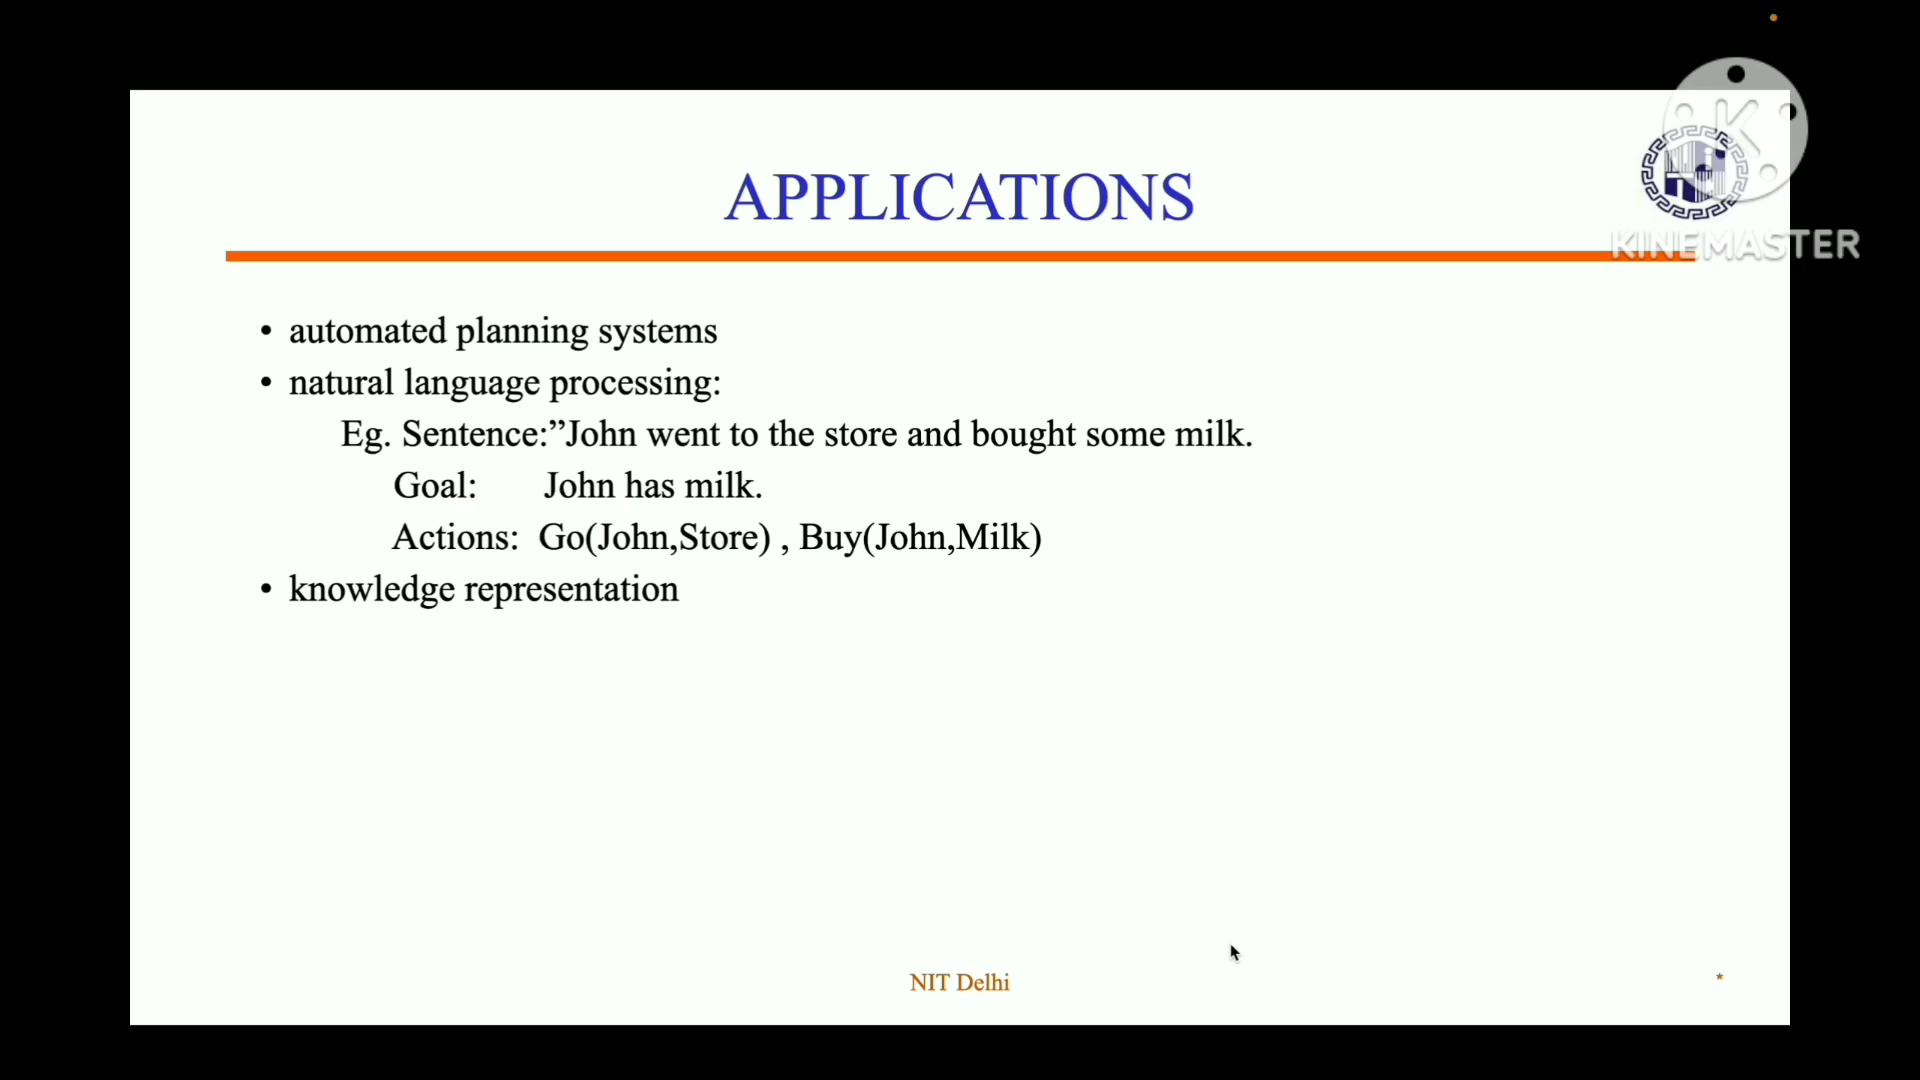 APPLICATIONS
KINEMASTER
• automated planning systems
• natural language processing:
Eg. Sentence:”John went to the store and bought some milk.
Goal: John has milk.
Actions: Go(John,Store) , Buy(John,Milk)
• knowledge representation
NIT Delhi
*